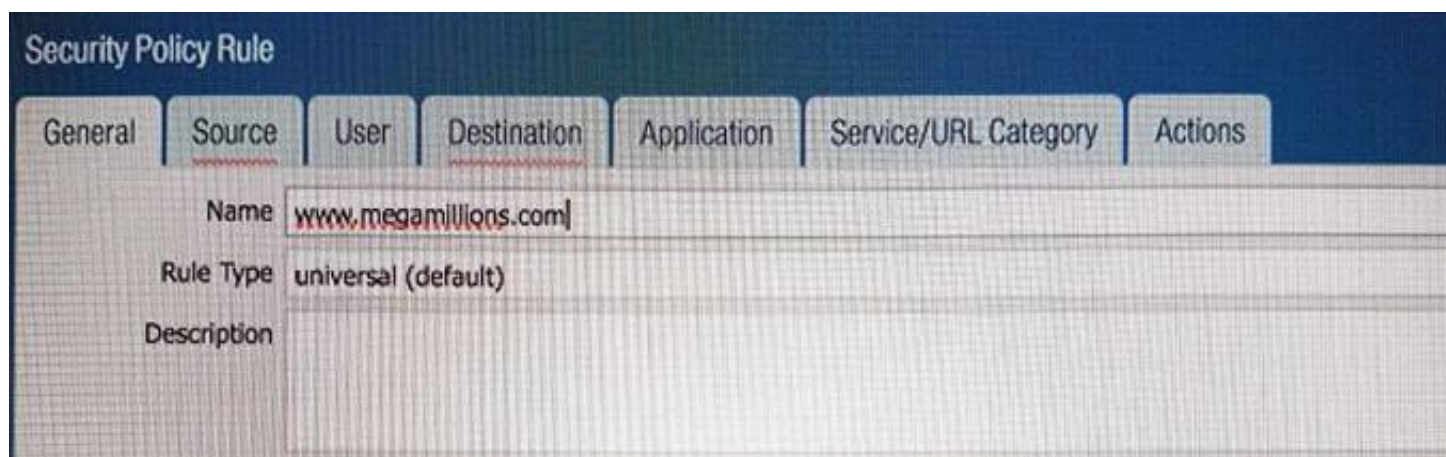 Security Policy Rule
General Source User Destination Application Service/URL Category Actions
Name www.megamillions.com
Rule Type universal (default)
Description